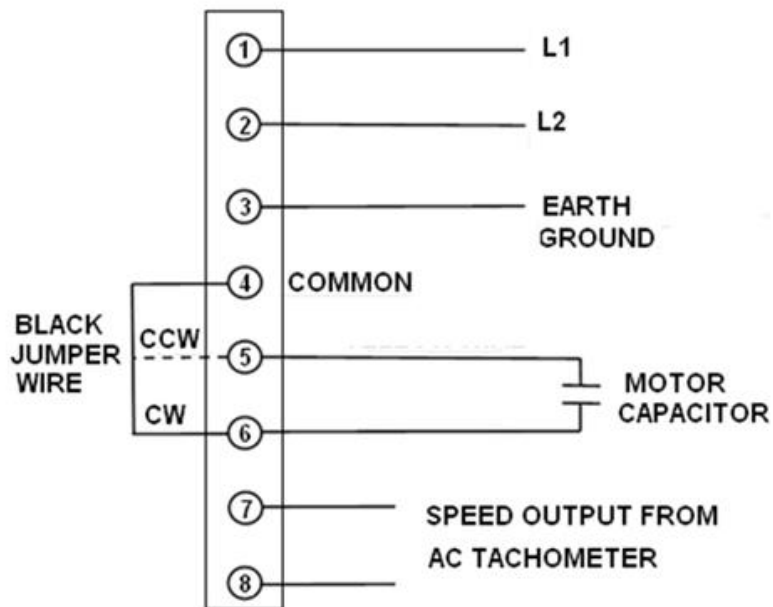 1
L1
2
L2
3
EARTH
GROUND
4
COMMON
BLACK
JUMPER
WIRE
CCW
5
CW
6
MOTOR
CAPACITOR
7
SPEED OUTPUT FROM
AC TACHOMETER
8